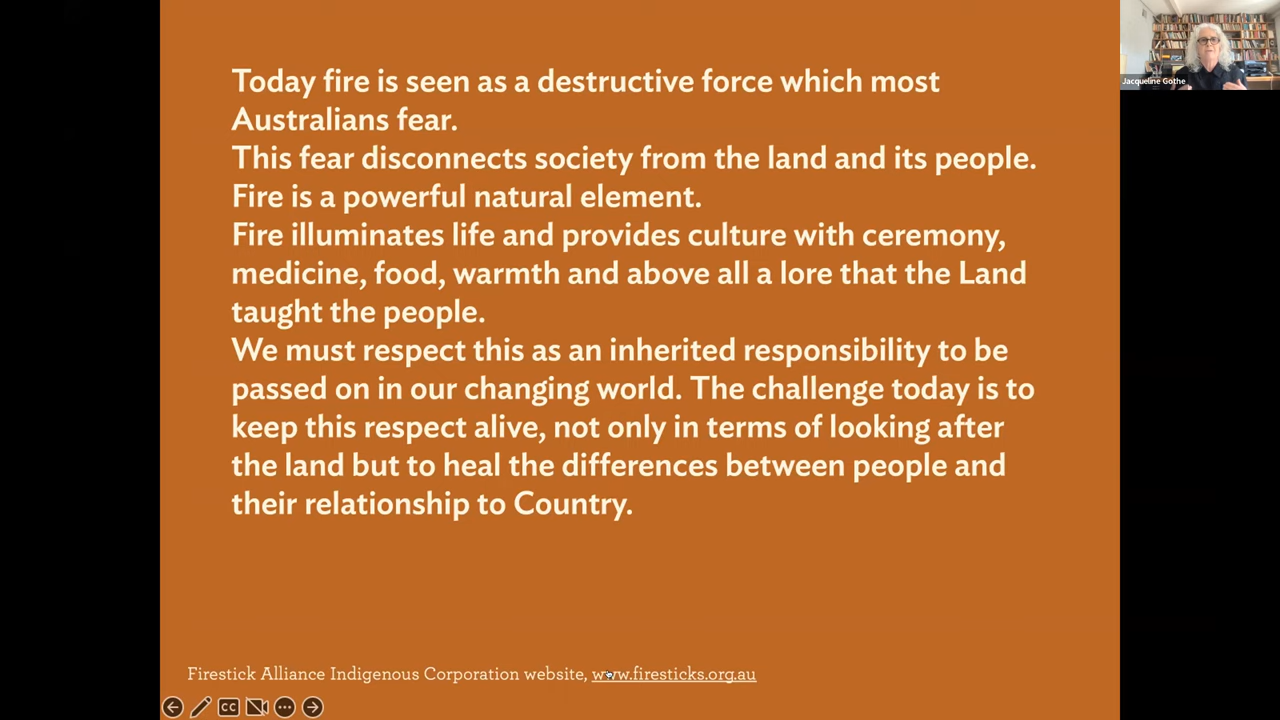 Today fire is seen as a destructive force which most
Australians fear.
This fear disconnects society from the land and its people.
Fire is a powerful natural element.
Fire illuminates life and provides culture with ceremony,
medicine, food, warmth and above all a lore that the Land
taught the people.
We must respect this as an inherited responsibility to be
passed on in our changing world. The challenge today is to
keep this respect alive, not only in terms of looking after
the land but to heal the differences between people and
their relationship to Country.
Firestick Alliance Indigenous Corporation website, www.firesticks.org.au
CC
Jacqueline Gothe